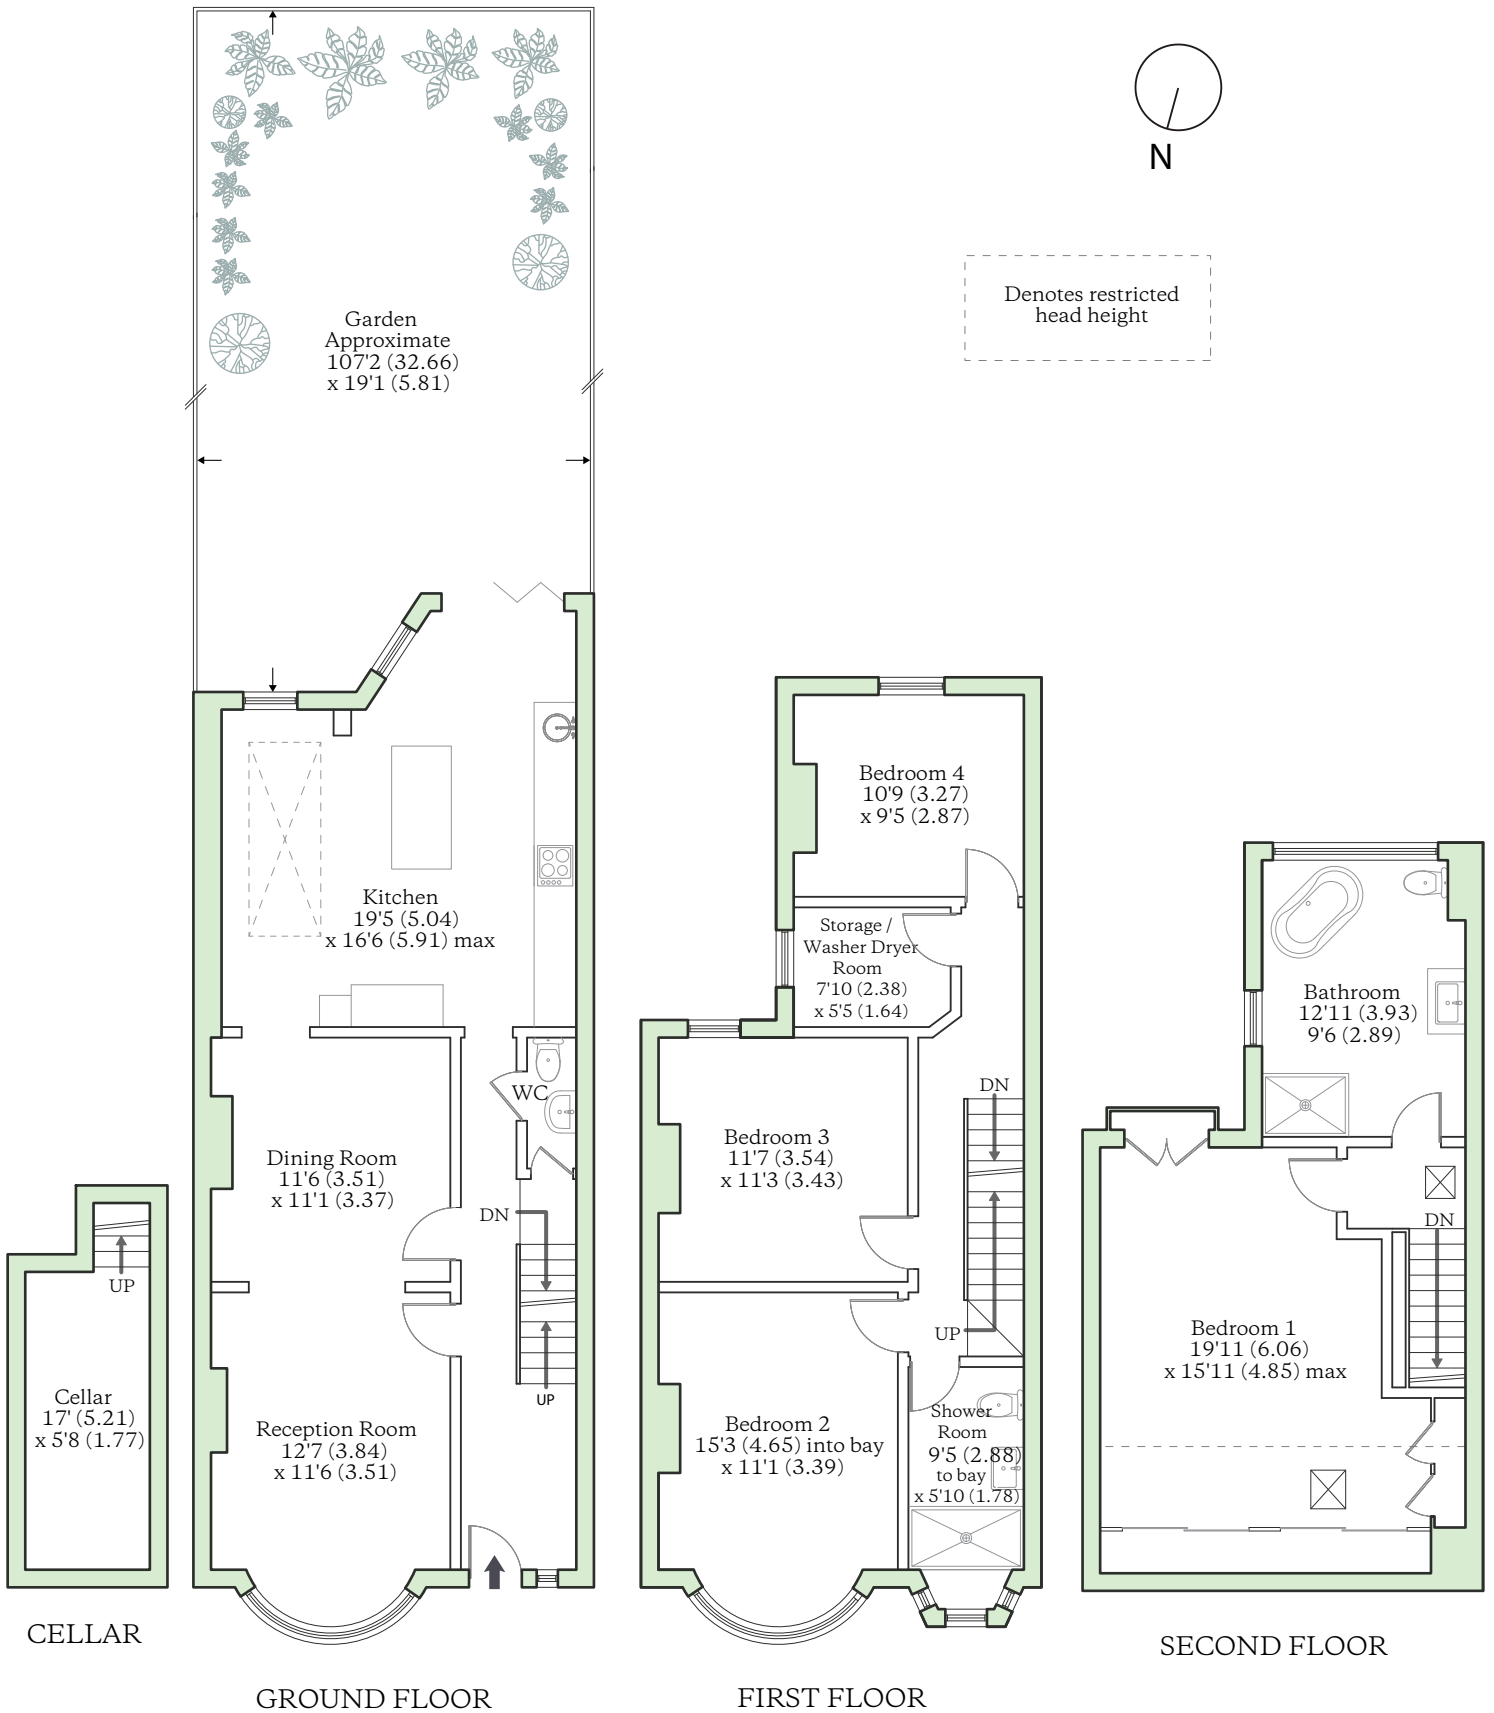 N
Denotes restricted
head height
Garden
Approximate
107'2 (32.66)
x 19'1 (5.81)
Kitchen
19'5 (5.04)
x 16'6 (5.91) max
WC
Dining Room
11'6 (3.51)
x 11'1 (3.37)
DN
UP
Reception Room
12'7 (3.84)
x 11'6 (3.51)
GROUND FLOOR
UP
Cellar
17' (5.21)
x 5'8 (1.77)
CELLAR
Bedroom 4
10'9 (3.27)
x 9'5 (2.87)
Storage /
Washer Dryer
Room
7'10 (2.38)
x 5'5 (1.64)
DN
Bedroom 3
11'7 (3.54)
x 11'3 (3.43)
UP
Bedroom 2
15'3 (4.65) into bay
x 11'1 (3.39)
Shower
Room
9'5 (2.88)
to bay
x 5'10 (1.78)
FIRST FLOOR
Bathroom
12'11 (3.93)
9'6 (2.89)
DN
Bedroom 1
19'11 (6.06)
x 15'11 (4.85) max
SECOND FLOOR